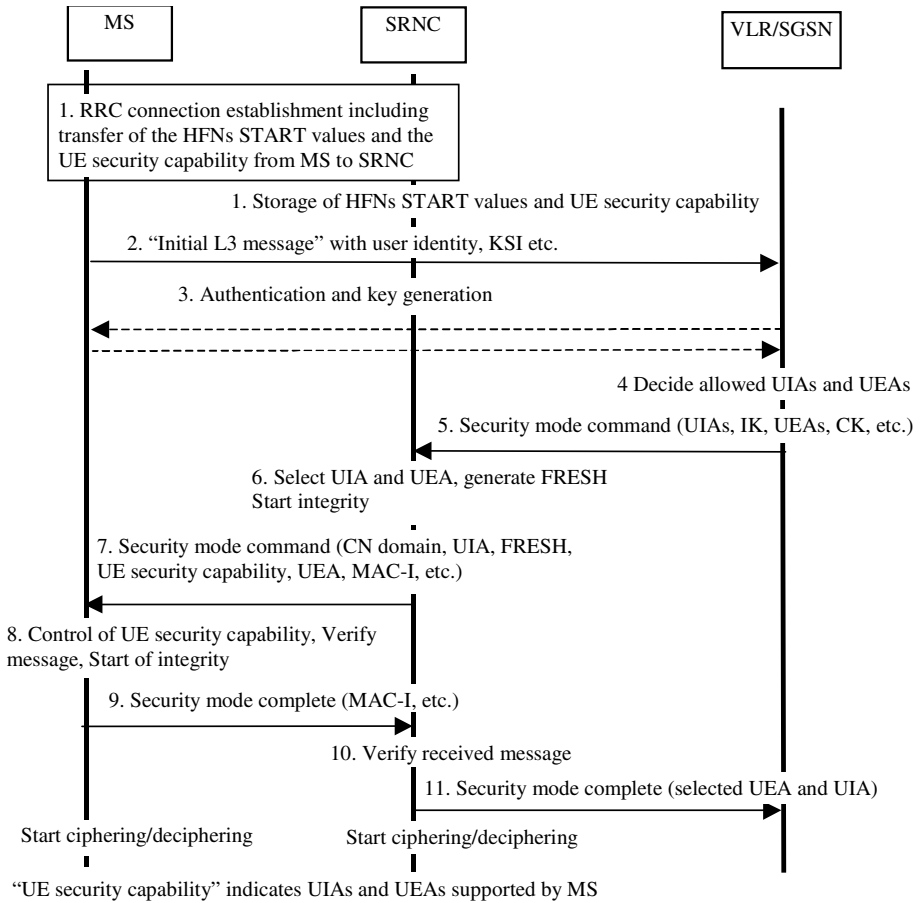 MS
SRNC
VLR/SGSN
1. RRC connection establishment including
transfer of the HFNs START values and the
UE security capability from MS to SRNC
1. Storage of HFNs START values and UE security capability
2. “Initial L3 message” with user identity, KSI etc.
3. Authentication and key generation
4 Decide allowed UIAs and UEAs
5. Security mode command (UIAs, IK, UEAs, CK, etc.)
6. Select UIA and UEA, generate FRESH
Start integrity
7. Security mode command (CN domain, UIA, FRESH,
UE security capability, UEA, MAC-I, etc.)
8. Control of UE security capability, Verify
message, Start of integrity
9. Security mode complete (MAC-I, etc.)
10. Verify received message
11. Security mode complete (selected UEA and UIA)
Start ciphering/deciphering
Start ciphering/deciphering
“UE security capability” indicates UIAs and UEAs supported by MS